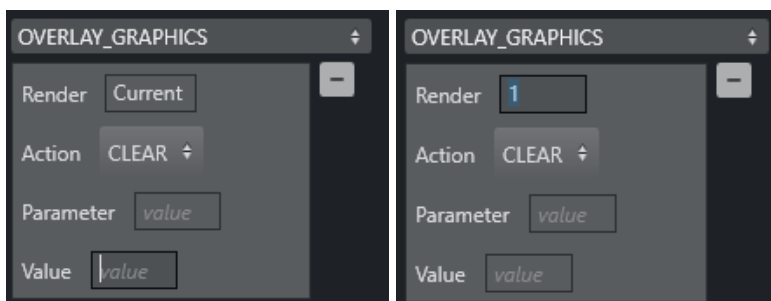 OVERLAY_GRAPHICS
Render Current
Action CLEAR
Parameter value
Value value
OVERLAY_GRAPHICS
Render 1
Action CLEAR
Parameter value
Value value